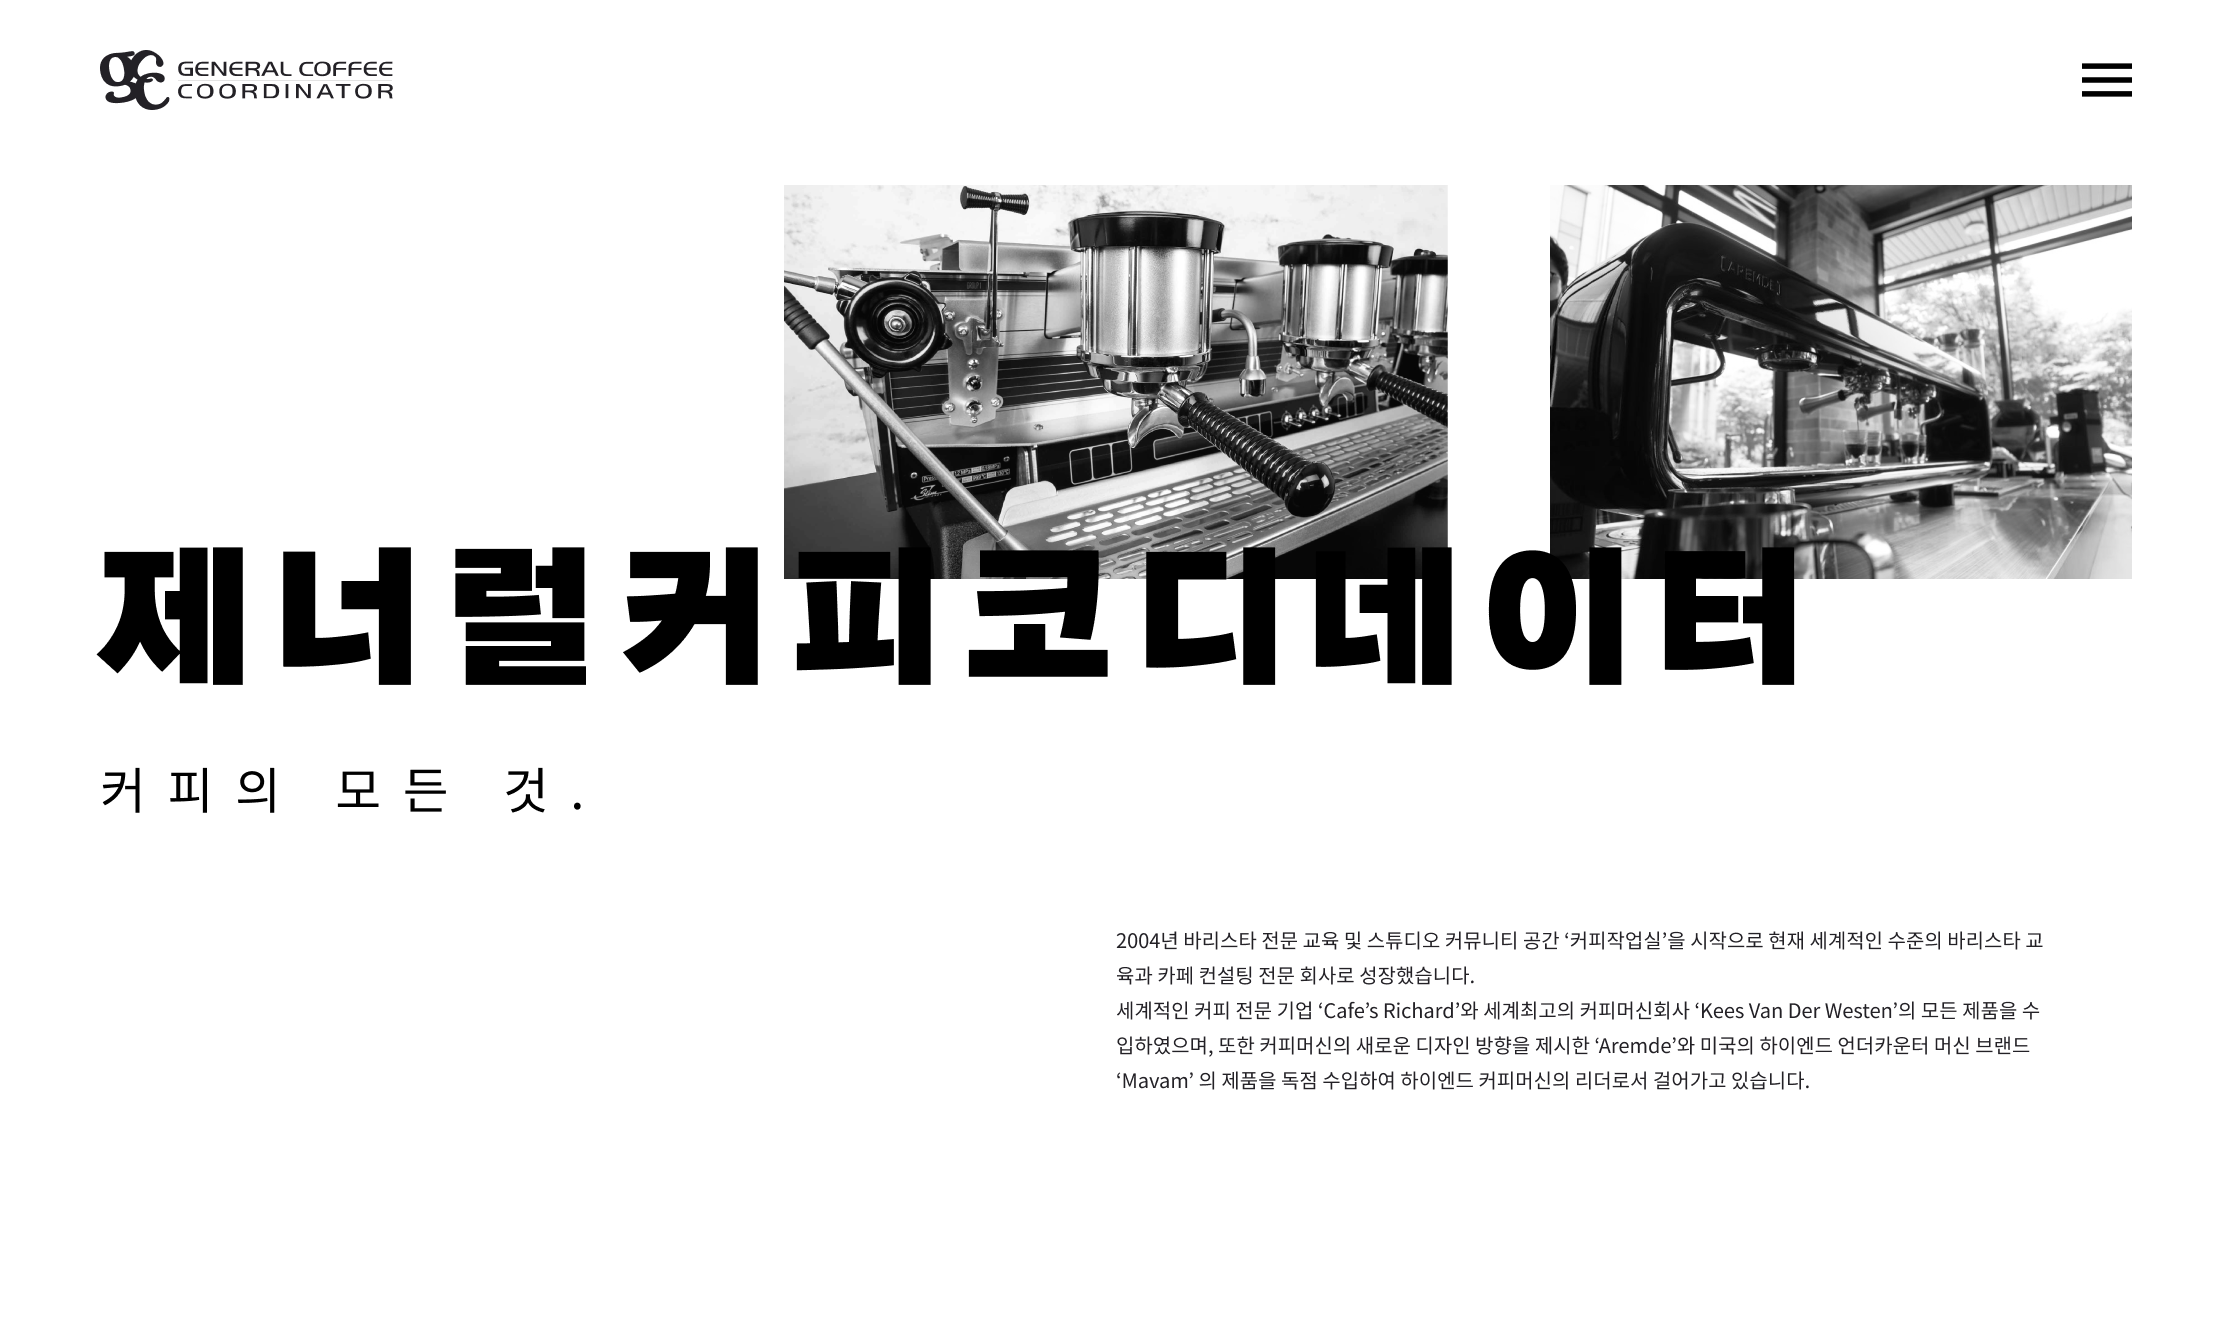 gc GENERAL COFFEE
COORDINATOR
[AREMDE]
제너럴커피코디네이터
커피의 모든 것.
2004년 바리스타 전문 교육 및 스튜디오 커뮤니티 공간 ‘커피작업실’을 시작으로 현재 세계적인 수준의 바리스타 교
육과 카페 컨설팅 전문 회사로 성장했습니다.
세계적인 커피 전문 기업 ‘Cafe’s Richard’와 세계최고의 커피머신회사 ‘Kees Van Der Westen’의 모든 제품을 수
입하였으며, 또한 커피머신의 새로운 디자인 방향을 제시한 ‘Aremde’와 미국의 하이엔드 언더카운터 머신 브랜드
‘Mavam’ 의 제품을 독점 수입하여 하이엔드 커피머신의 리더로서 걸어가고 있습니다.